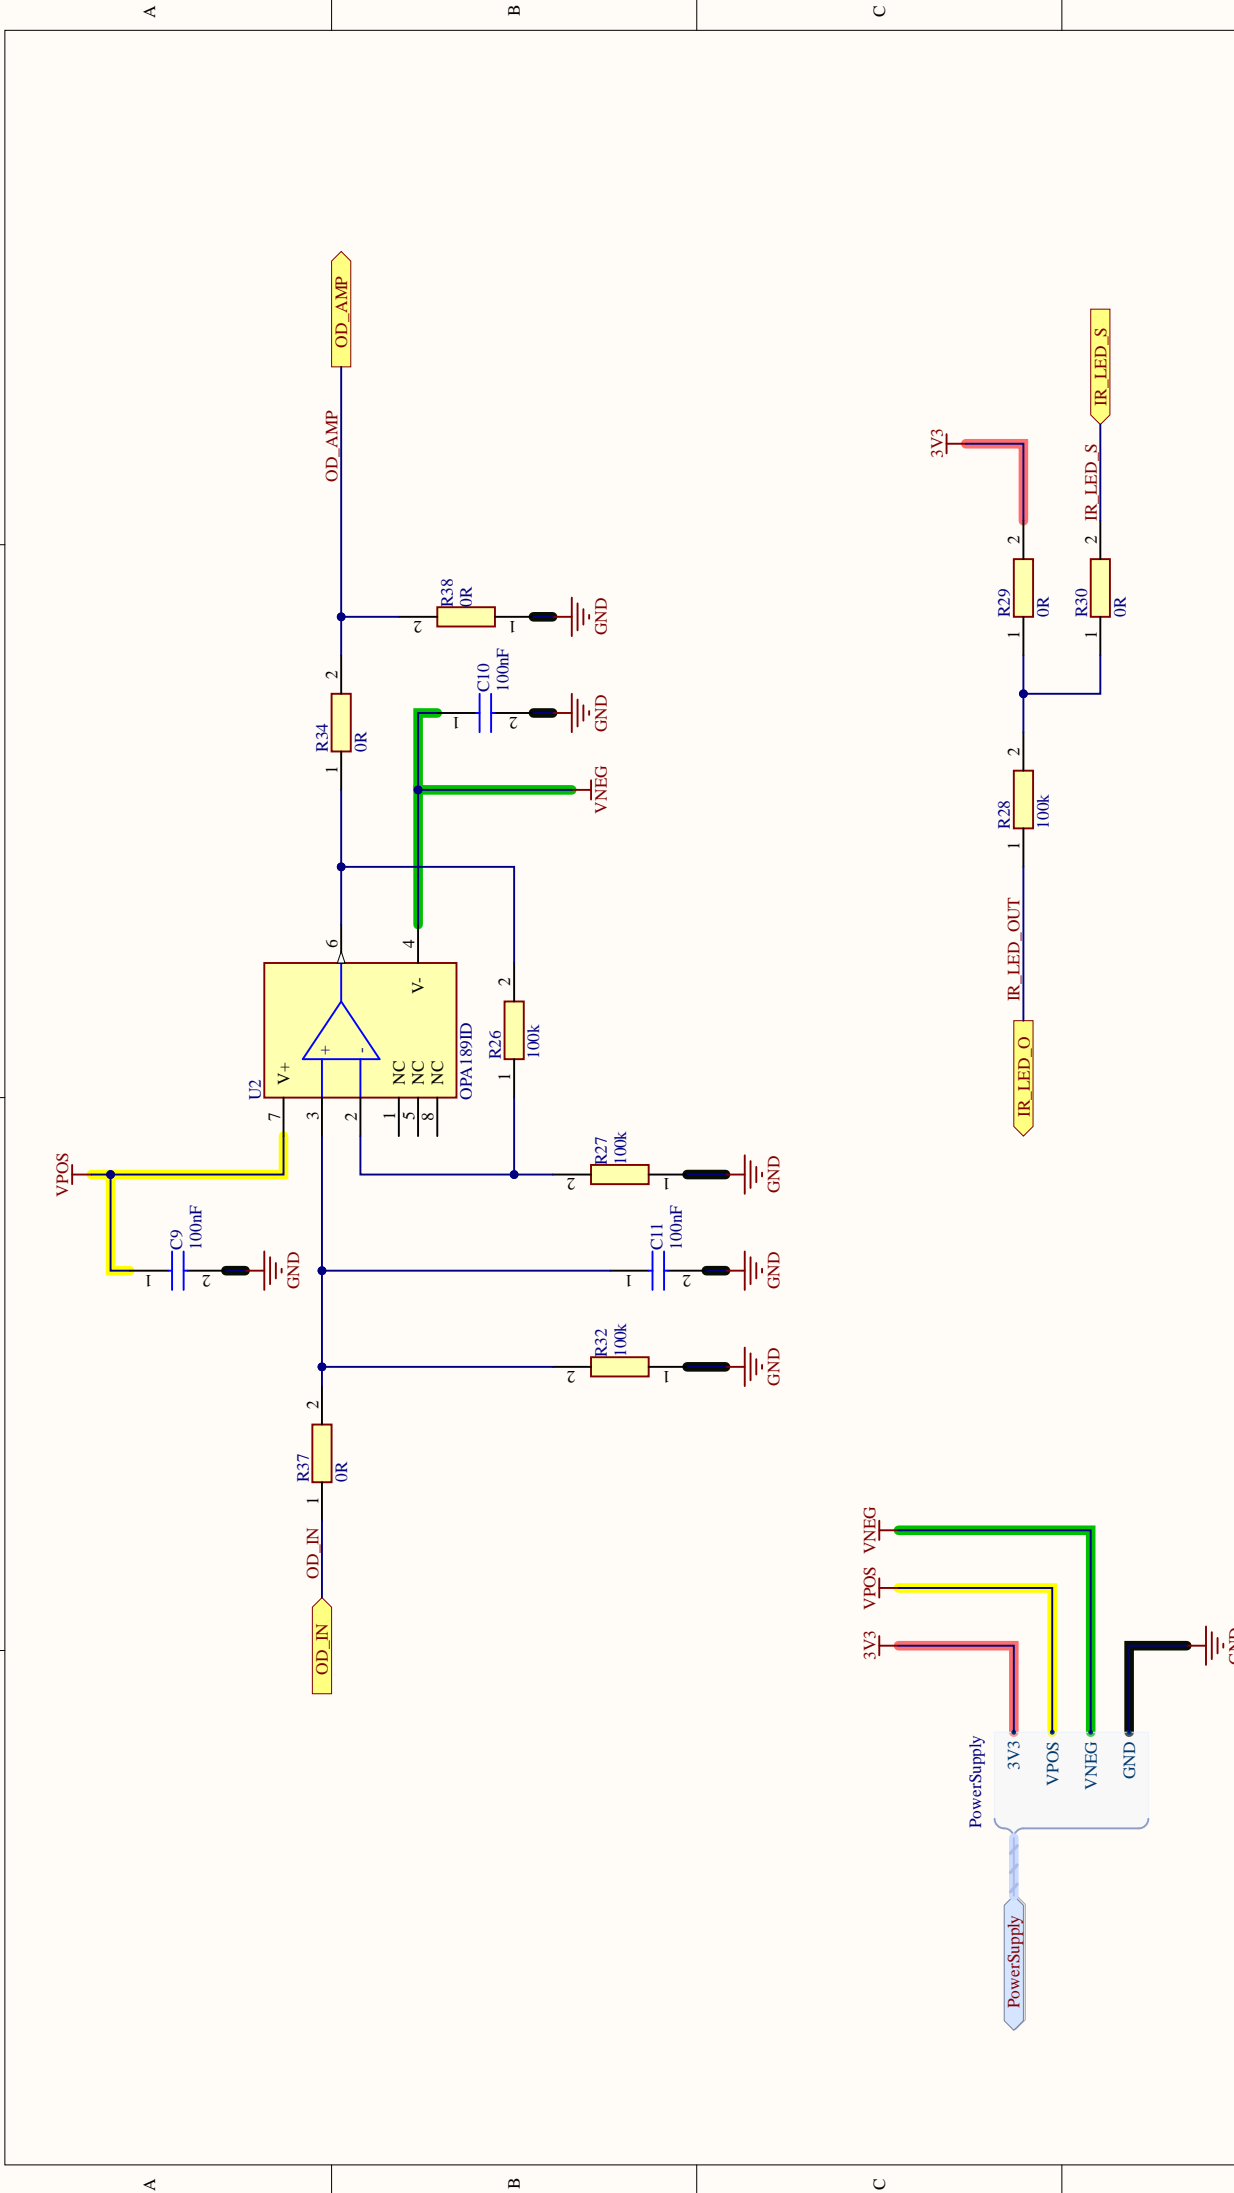 A
B
C
A
B
C
VPOS
C9
100nF
1
2
GND
U2
V+
7
3
2
1
5
8
NC
NC
NC
+
-
V-
6
4
OPA189ID
R26
100k
1
2
R27
100k
2
1
GND
C11
100nF
1
2
GND
R32
100k
2
1
GND
R37
0R
1
2
OD_IN
OD_IN
R34
0R
1
2
VNEG
C10
100nF
1
2
GND
R38
0R
2
1
GND
OD_AMP
OD_AMP
IR_LED_O
IR_LED_OUT
R28
100k
1
2
R29
0R
1
2
3V3
R30
0R
1
2
IR_LED_S
IR_LED_S
PowerSupply
PowerSupply
3V3
VPOS
VNEG
GND
3V3
VPOS
VNEG